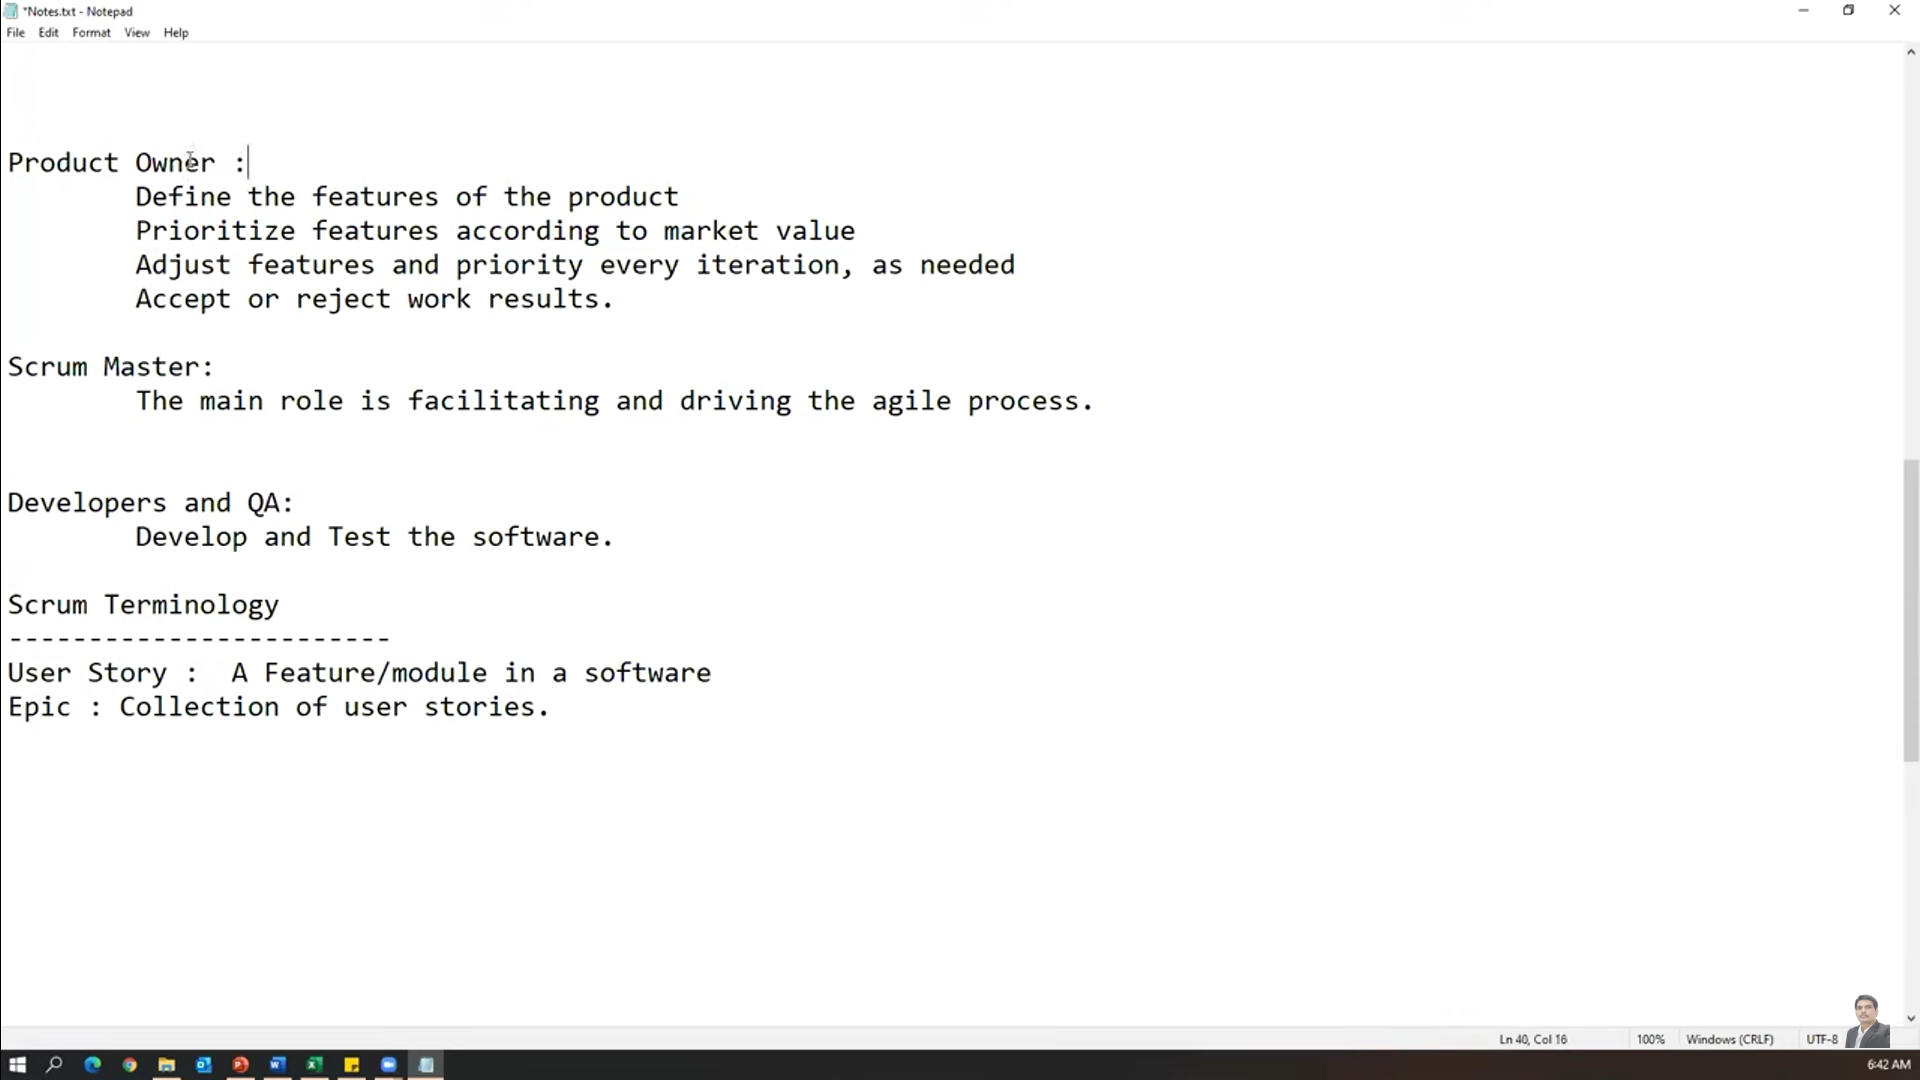 *Notes.txt - Notepad
File Edit Format View Help
Product Owner :
Define the features of the product
Prioritize features according to market value
Adjust features and priority every iteration, as needed
Accept or reject work results.
Scrum Master:
The main role is facilitating and driving the agile process.
Developers and QA:
Develop and Test the software.
Scrum Terminology
------------------------
User Story :  A Feature/module in a software
Epic : Collection of user stories.
Ln 40, Col 16 100% Windows (CRLF) UTF-8
6:42 AM